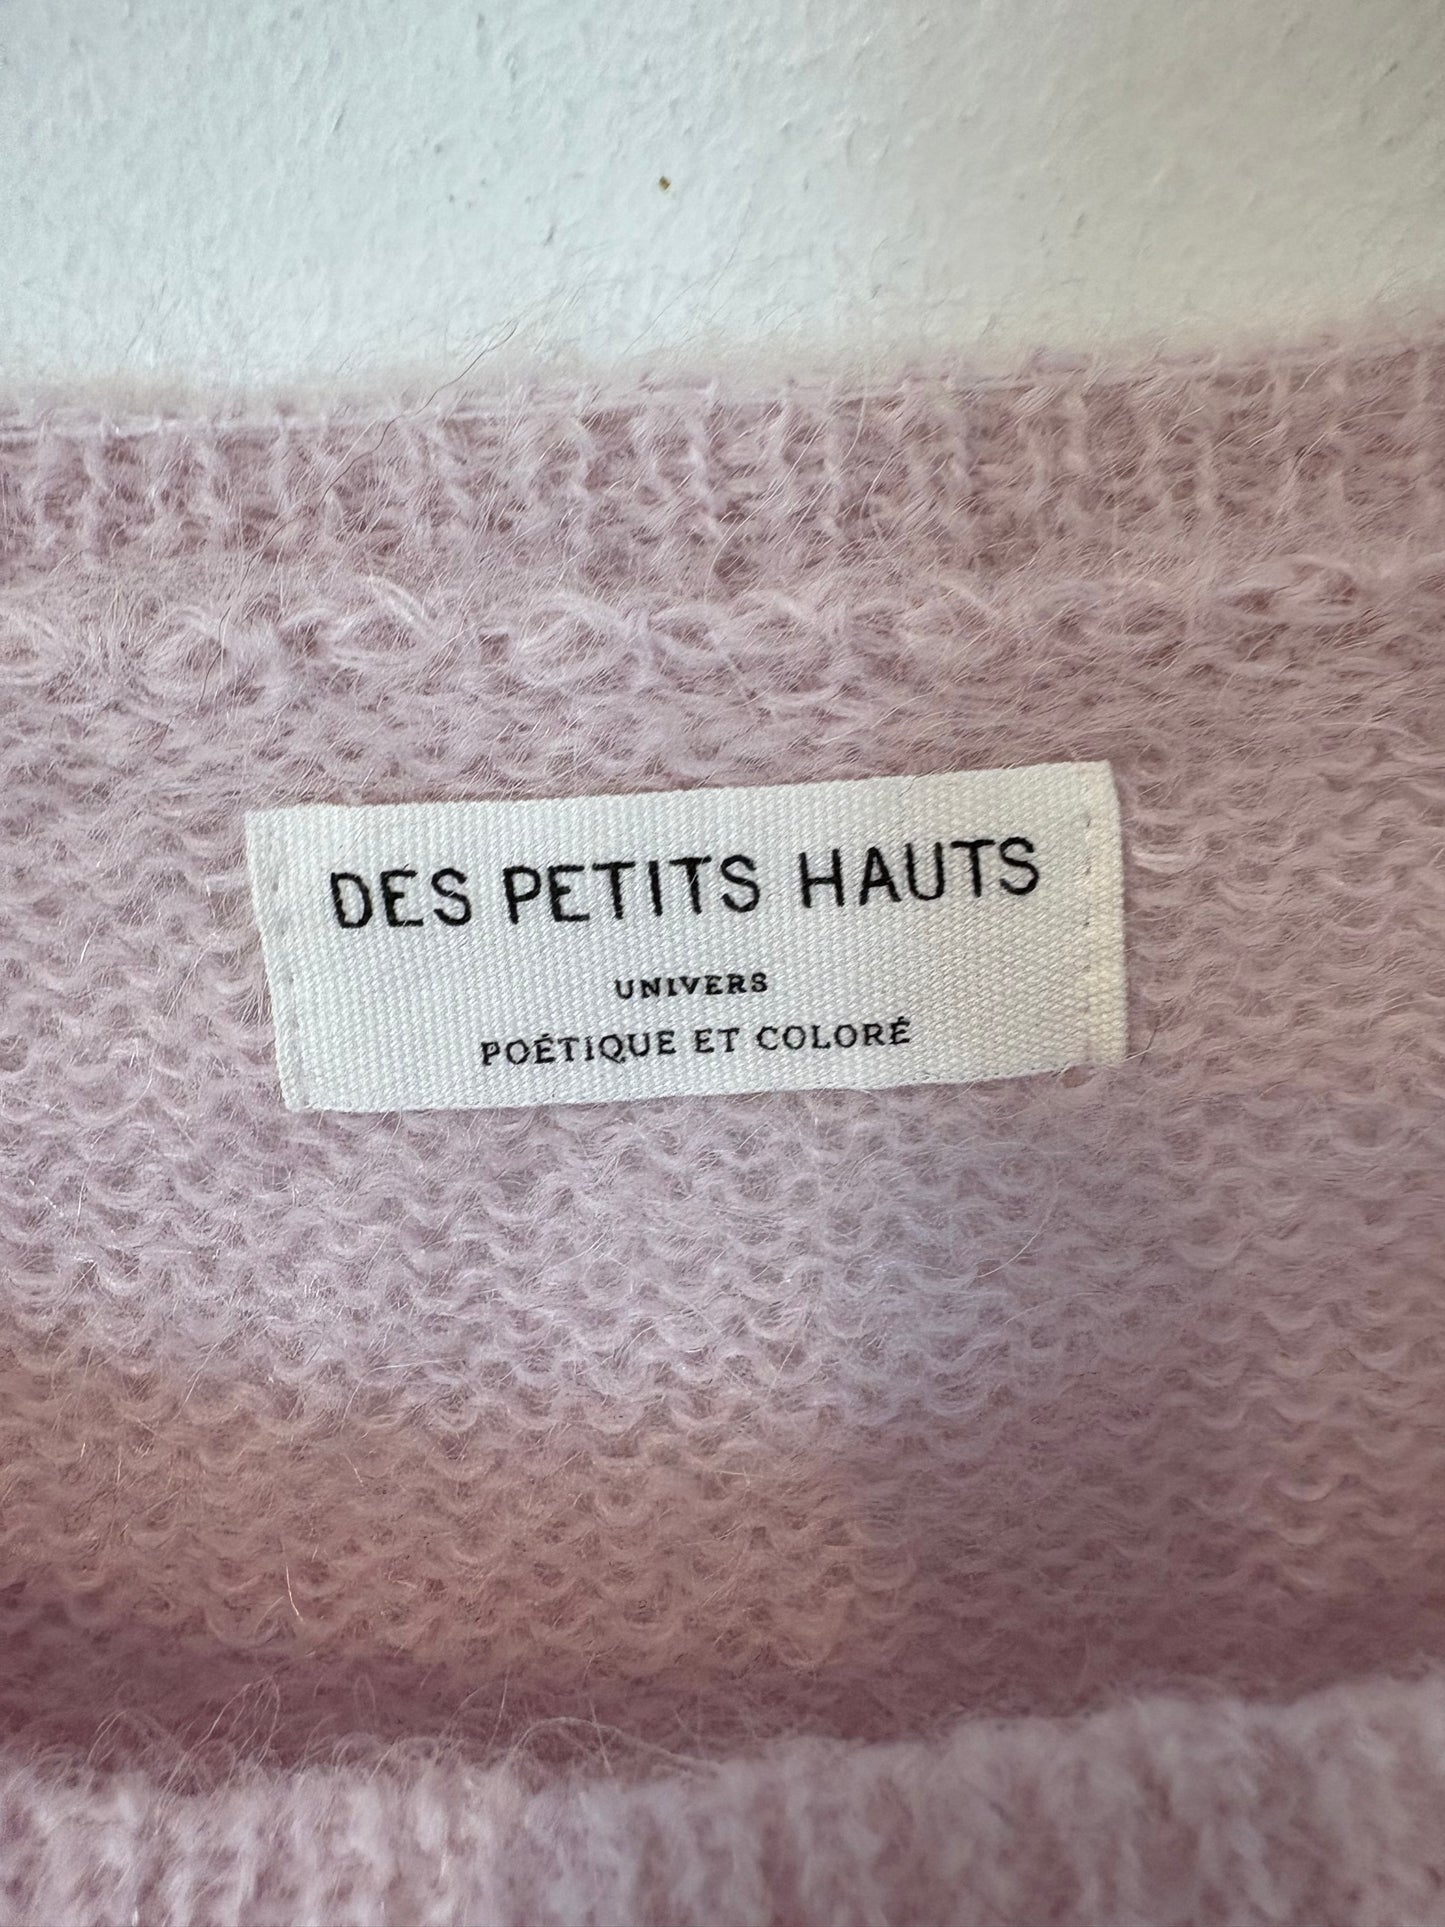 DES PETITS HAUTS
UNIVERS
POÉTIQUE ET COLORÉ